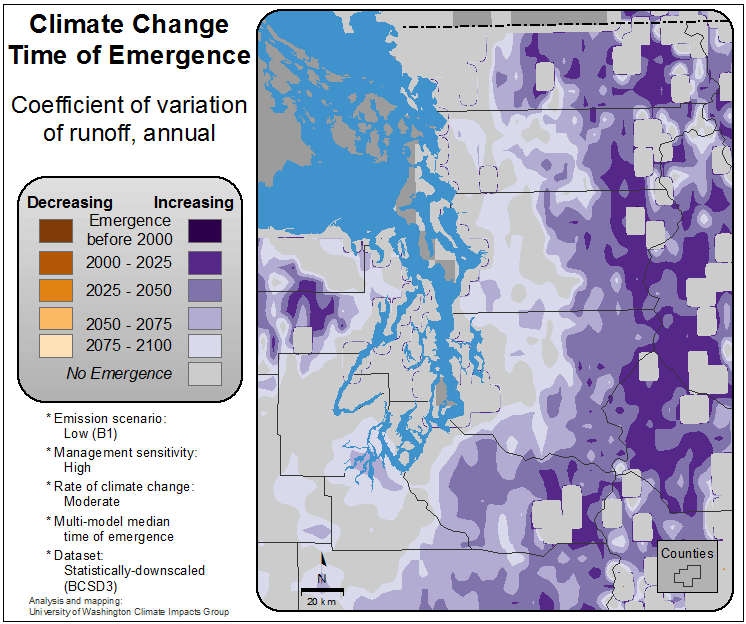 Climate Change
Time of Emergence
Coefficient of variation
of runoff, annual
Decreasing Increasing
Emergence
before 2000
2000 - 2025
2025 - 2050
2050 - 2075
2075 - 2100
No Emergence
* Emission scenario:
Low (B1)
* Management sensitivity:
High
* Rate of climate change:
Moderate
* Multi-model median
time of emergence
* Dataset:
Statistically-downscaled
(BCSD3)
Analysis and mapping:
University of Washington Climate Impacts Group
N
20 km
Counties